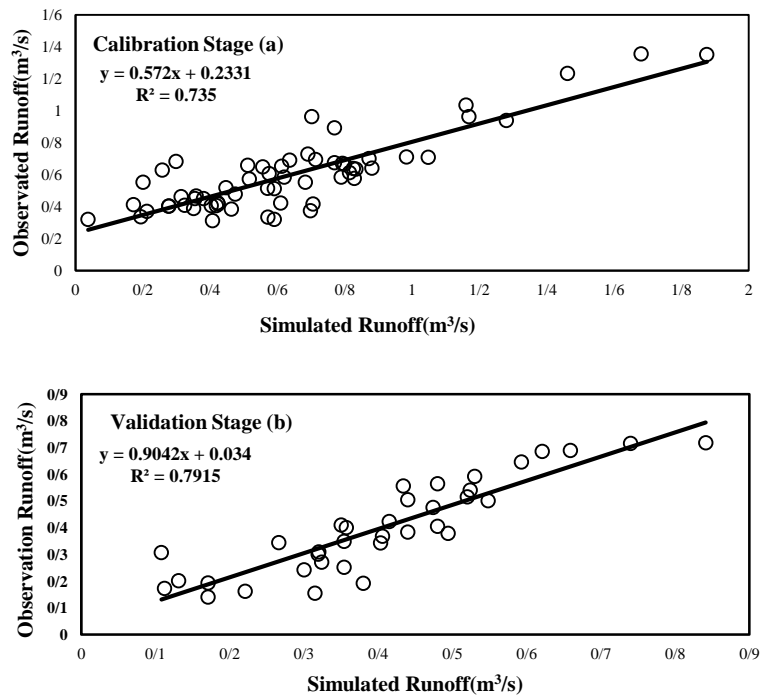 1/6
1/4
1/2
1
0/8
0/6
0/4
0/2
0
Observated Runoff(m³/s)
Calibration Stage (a)
y = 0.572x + 0.2331
R² = 0.735
0 0/2 0/4 0/6 0/8 1 1/2 1/4 1/6 1/8 2
Simulated Runoff(m³/s)
0/9
0/8
0/7
0/6
0/5
0/4
0/3
0/2
0/1
0
Observation Runoff(m³/s)
Validation Stage (b)
y = 0.9042x + 0.034
R² = 0.7915
0 0/1 0/2 0/3 0/4 0/5 0/6 0/7 0/8 0/9
Simulated Runoff(m³/s)